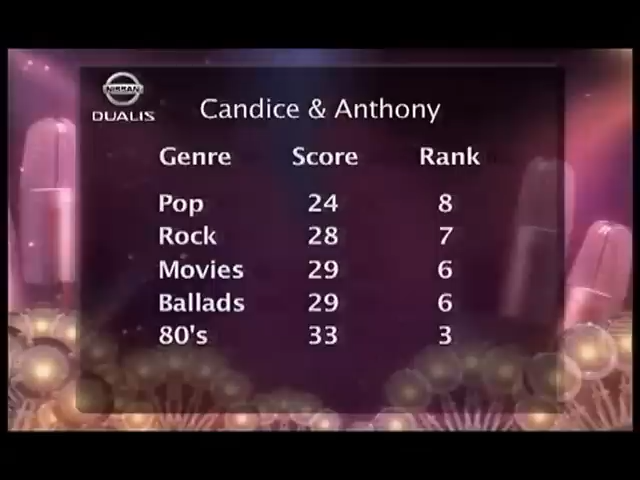 NISSAN
DUALIS
Candice & Anthony
Genre Score Rank
Pop 24 8
Rock 28 7
Movies 29 6
Ballads 29 6
80's 33 3